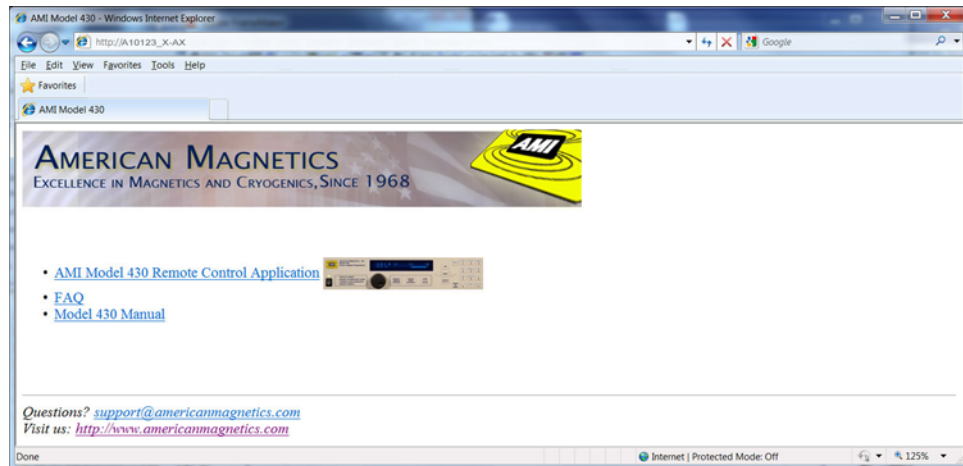 AMI Model 430 - Windows Internet Explorer
http://A10123_X-AX
Google
File Edit View Favorites Tools Help
Favorites
AMI Model 430
AMERICAN MAGNETICS
EXCELLENCE IN MAGNETICS AND CRYOGENICS, SINCE 1968
AMI
• AMI Model 430 Remote Control Application
• FAQ
• Model 430 Manual
Questions? support@americanmagnetics.com
Visit us: http://www.americanmagnetics.com
Done
Internet | Protected Mode: Off
125%